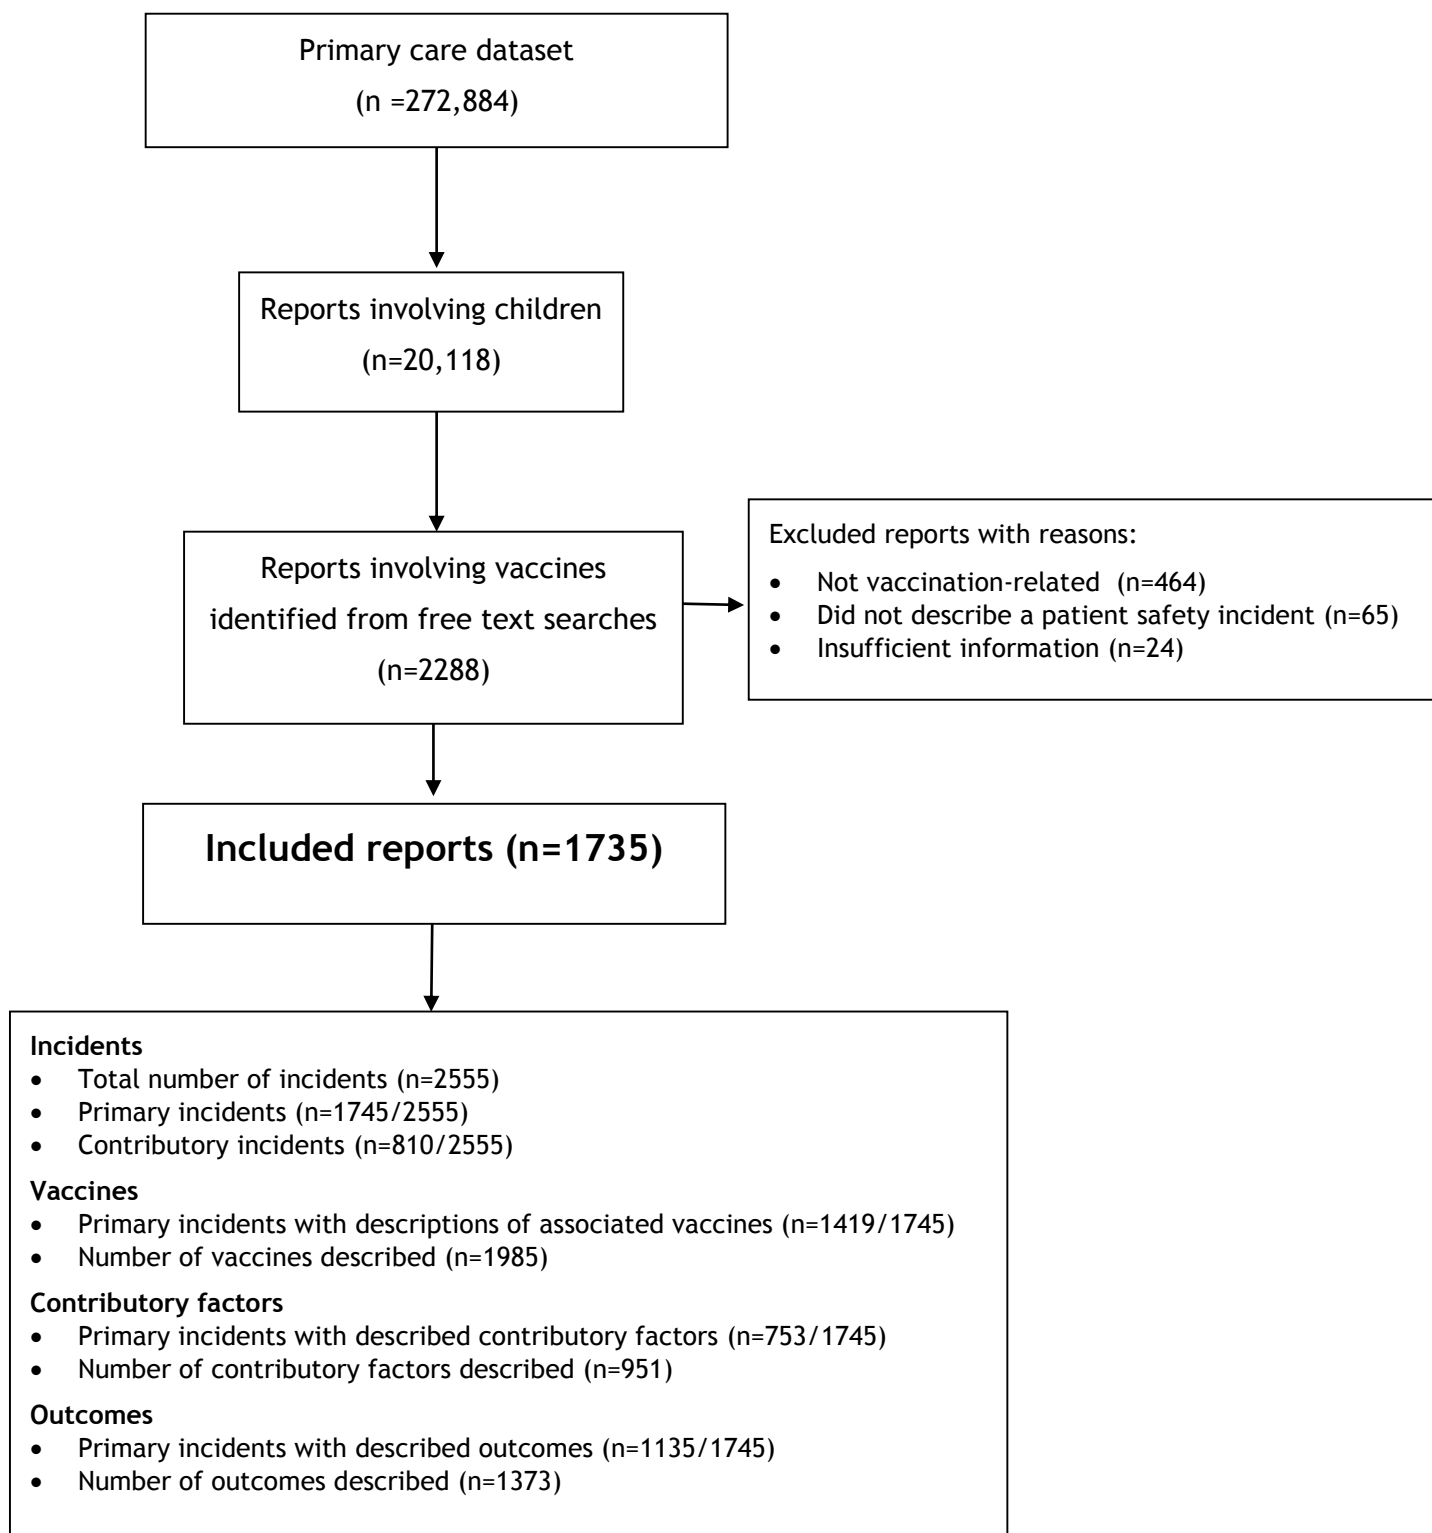 Primary care dataset
(n =272,884)
Reports involving children
(n=20,118)
Reports involving vaccines
identified from free text searches
(n=2288)
Excluded reports with reasons:
• Not vaccination-related (n=464)
• Did not describe a patient safety incident (n=65)
• Insufficient information (n=24)
Included reports (n=1735)
Incidents
• Total number of incidents (n=2555)
• Primary incidents (n=1745/2555)
• Contributory incidents (n=810/2555)
Vaccines
• Primary incidents with descriptions of associated vaccines (n=1419/1745)
• Number of vaccines described (n=1985)
Contributory factors
• Primary incidents with described contributory factors (n=753/1745)
• Number of contributory factors described (n=951)
Outcomes
• Primary incidents with described outcomes (n=1135/1745)
• Number of outcomes described (n=1373)